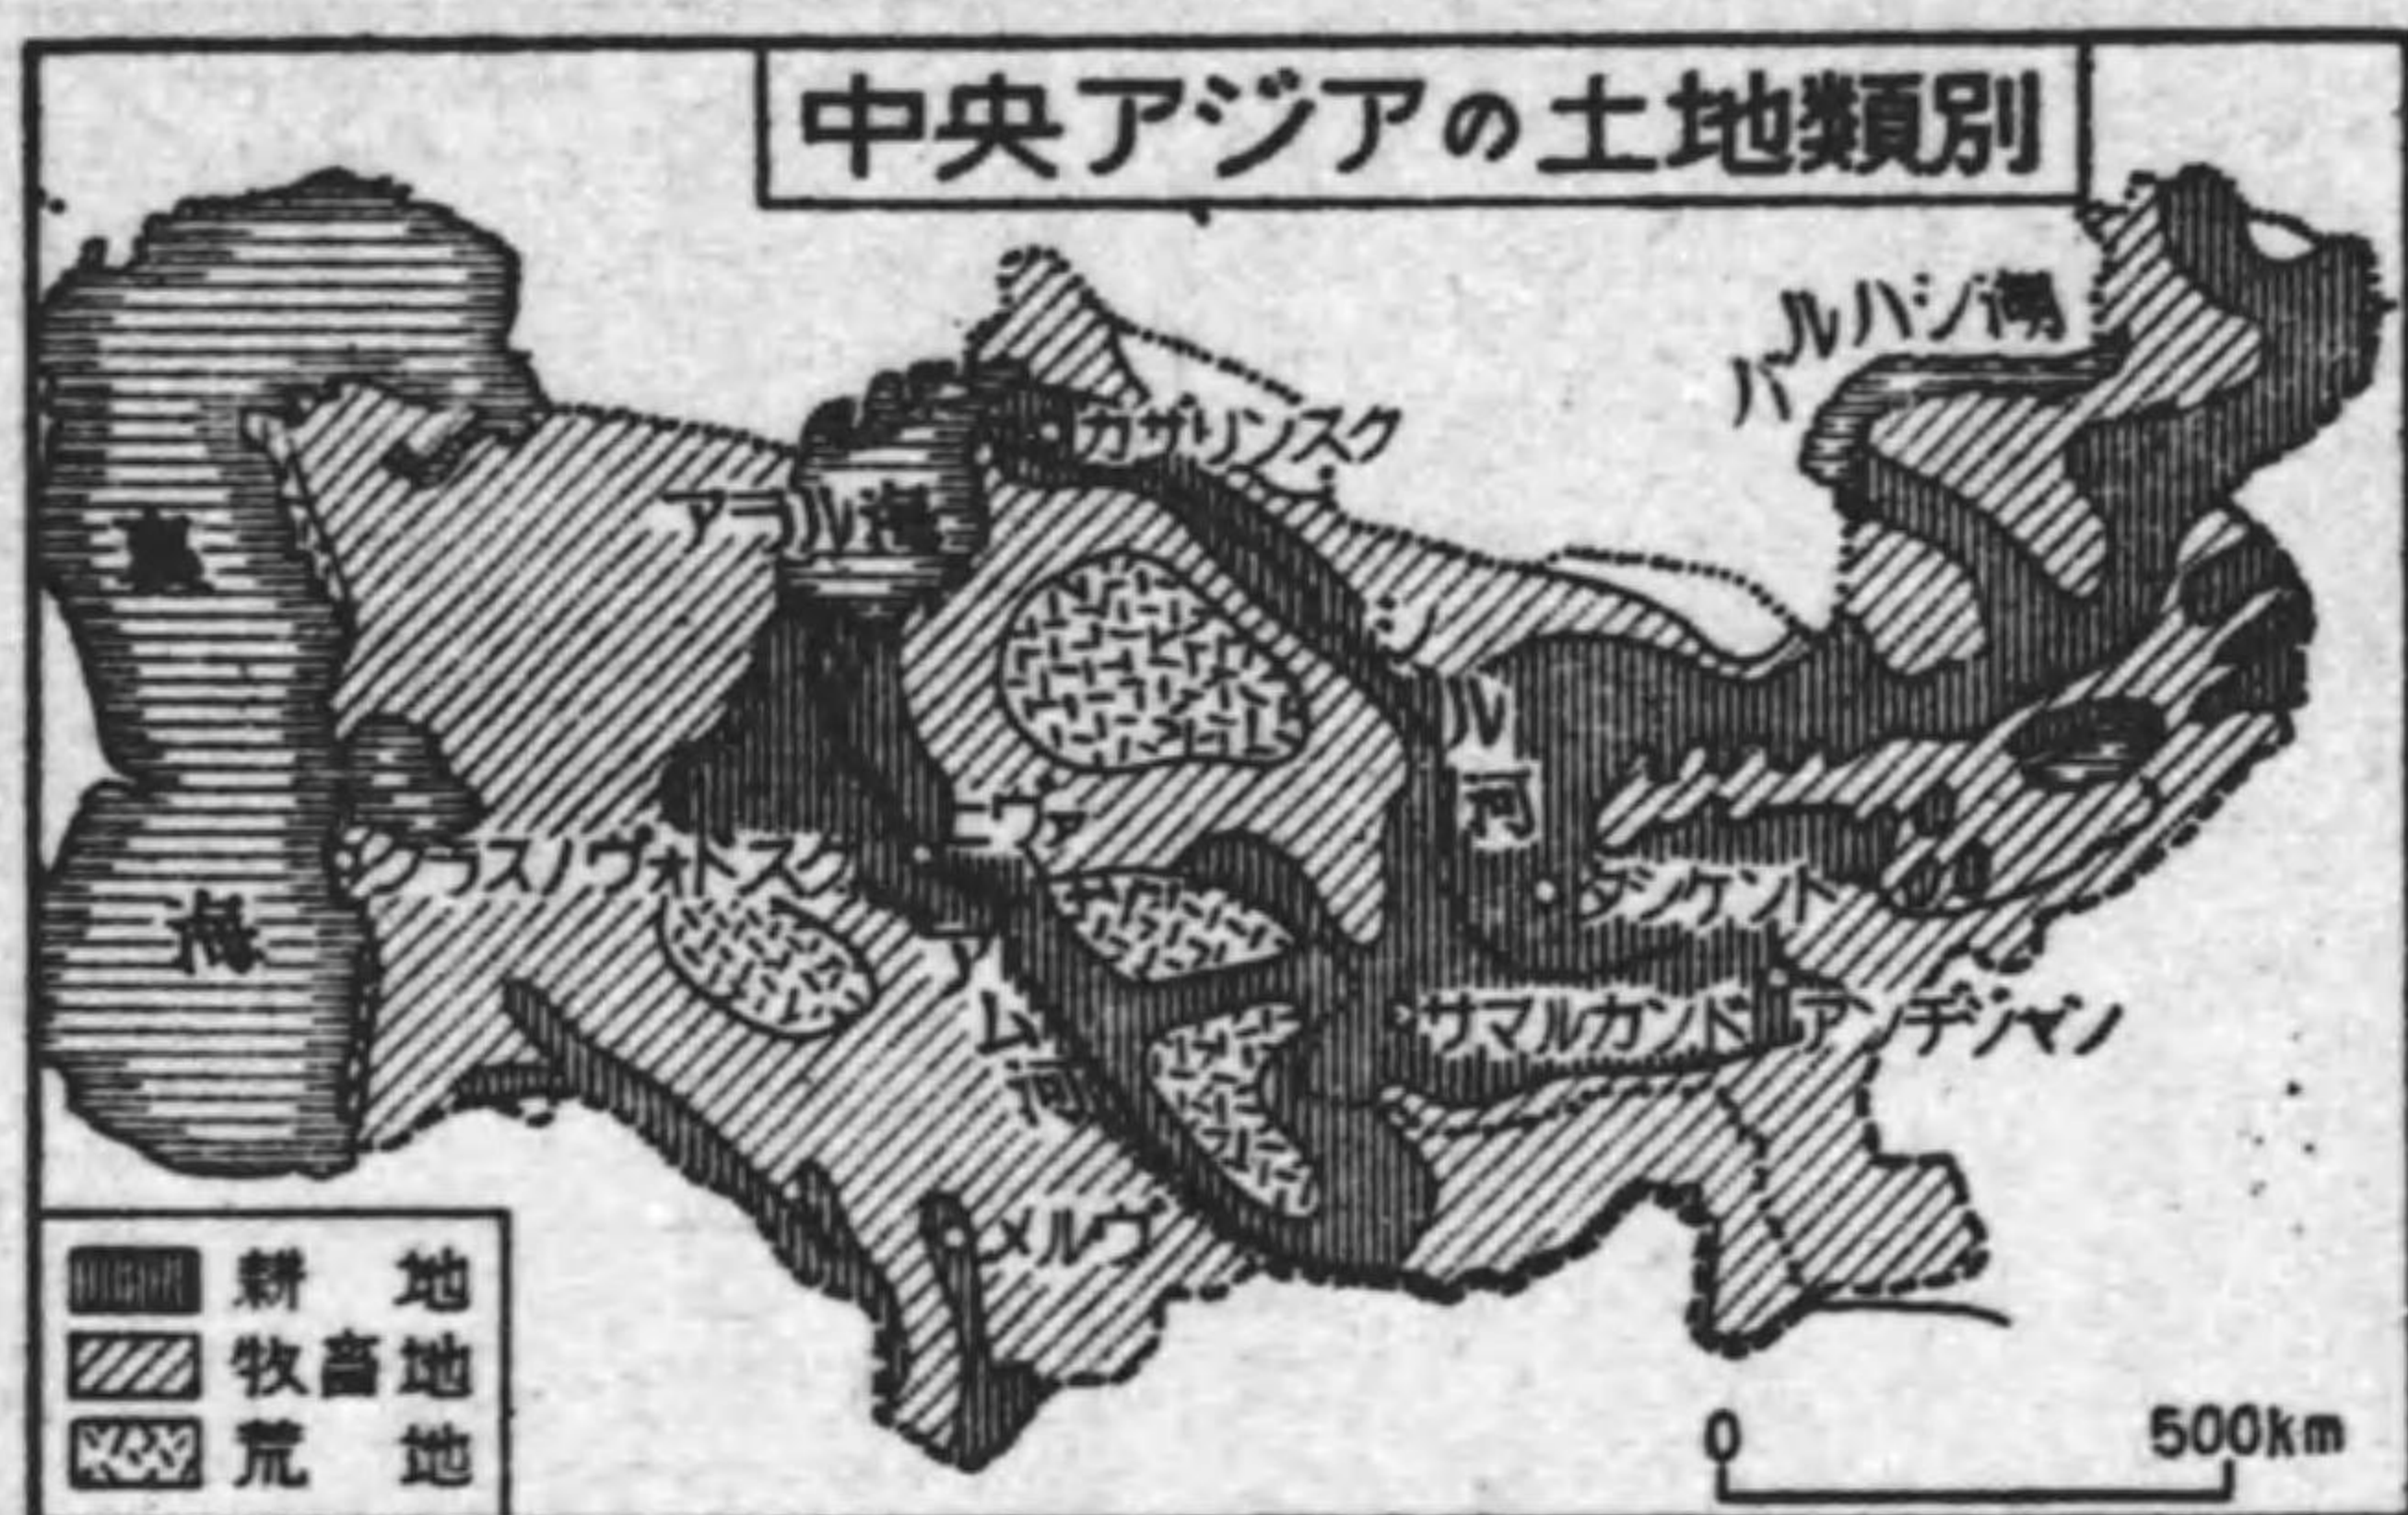 中央アジアの土地類別
バルハシ湖
カザリンスク
アラル海
シル河
ヒヴァ
クラスノヴォトスク
タシケント
海
サマルカンド
アンヂジャン
ム河
メルヴ
耕地
牧畜地
荒地
0 500km